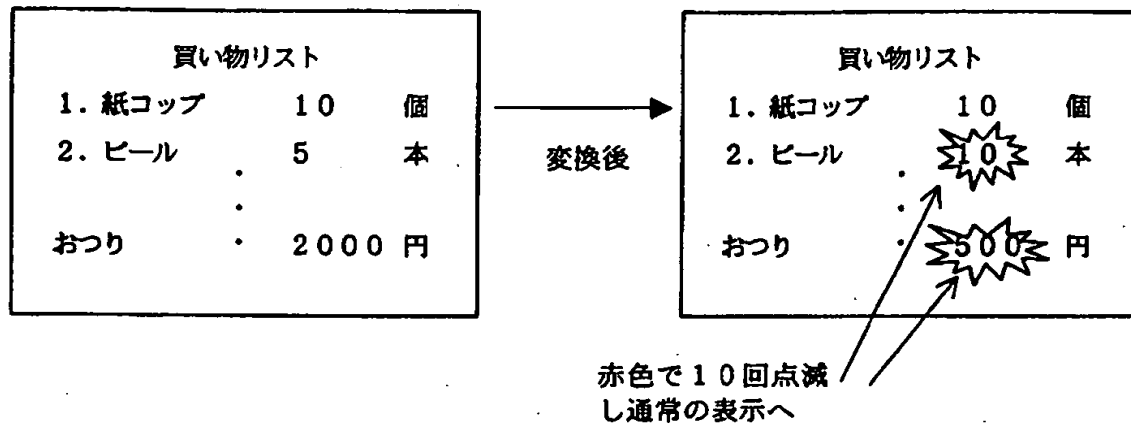 買い物リスト
1．紙コップ 10 個
2．ビール 5 本
おつり 2000 円
変換後
買い物リスト
1．紙コップ 10 個
2．ビール 10 本
おつり 500 円
赤色で10回点滅
し通常の表示へ